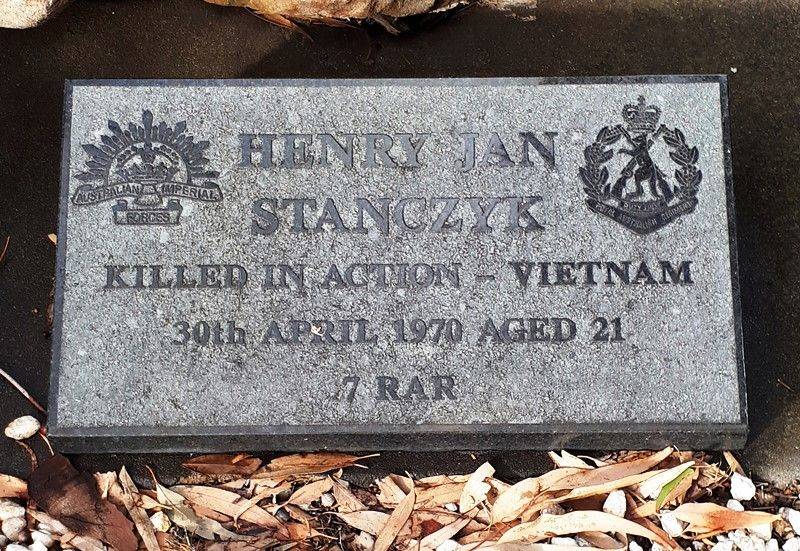 HENRY JAN
STANCZYK
AUSTRALIAN IMPERIAL
FORCES
KILLED IN ACTION – VIETNAM
30th APRIL 1970 AGED 21
7 RAR